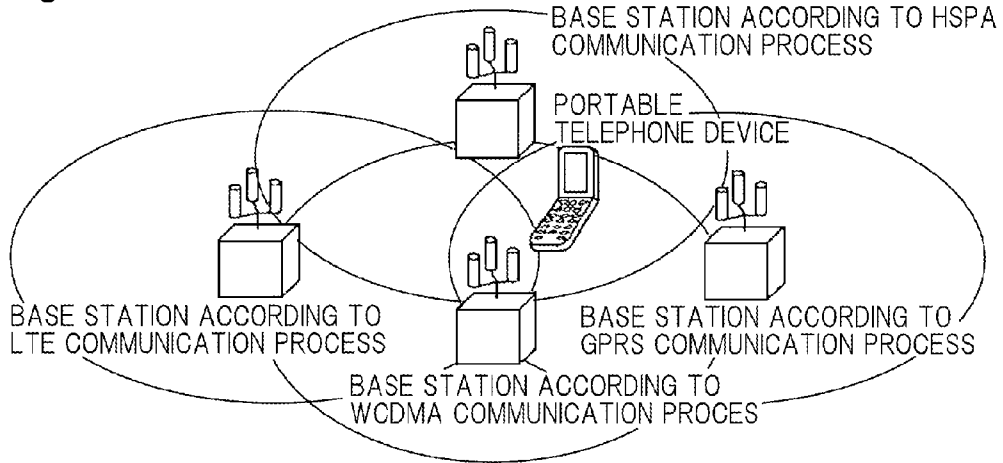 BASE STATION ACCORDING TO HSPA
COMMUNICATION PROCESS
PORTABLE
TELEPHONE DEVICE
BASE STATION ACCORDING TO
LTE COMMUNICATION PROCESS
BASE STATION ACCORDING TO
GPRS COMMUNICATION PROCESS
BASE STATION ACCORDING TO
WCDMA COMMUNICATION PROCES